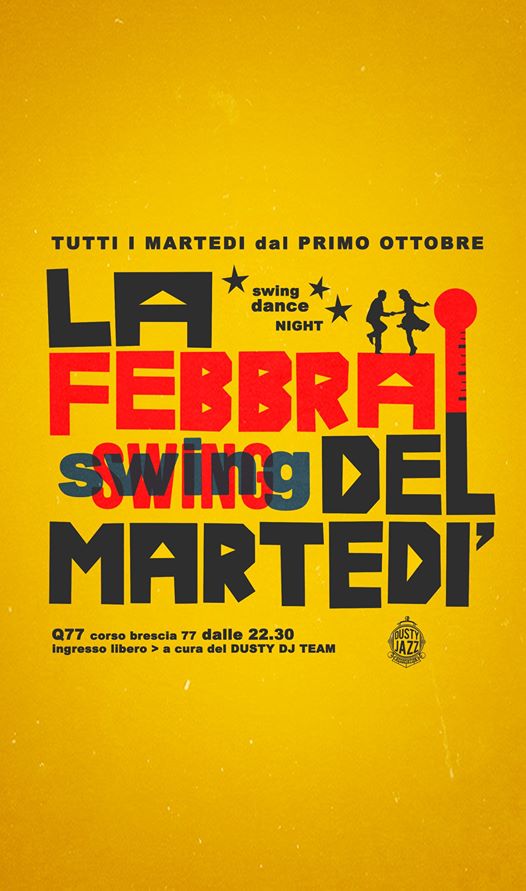 TUTTI I MARTEDI dal PRIMO OTTOBRE
LA
swing
dance
NIGHT
FEBBRA
swing SWING DEL
MARTEDI'
Q77 corso brescia 77 dalle 22.30
ingresso libero > a cura del DUSTY DJ TEAM
DUSTY
JAZZ